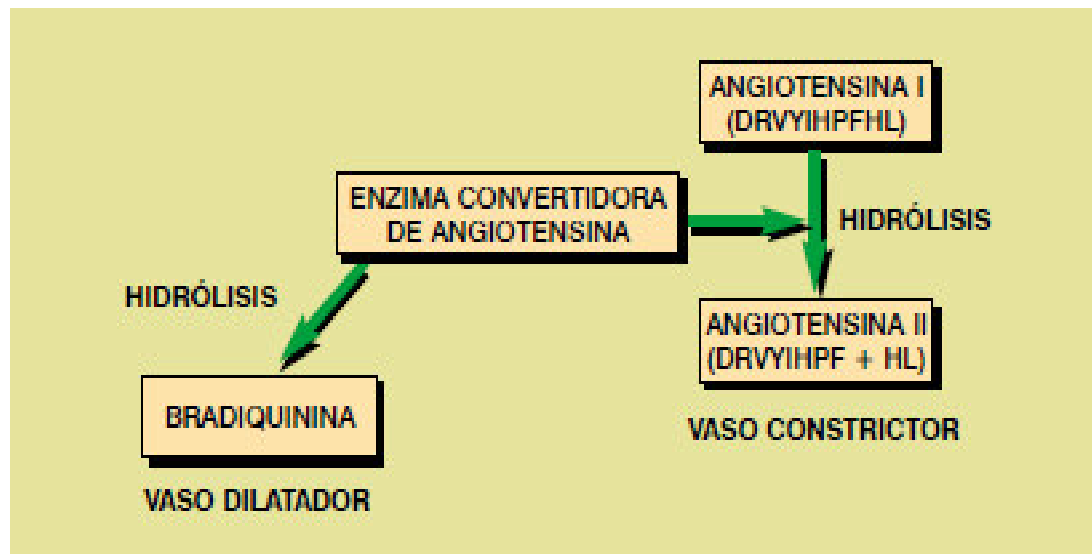 ANGIOTENSINA I
(DRVYIHPFHL)
ENZIMA CONVERTIDORA
DE ANGIOTENSINA
HIDRÓLISIS
HIDRÓLISIS
ANGIOTENSINA II
(DRVYIHPF + HL)
BRADIQUININA
VASO CONSTRICTOR
VASO DILATADOR